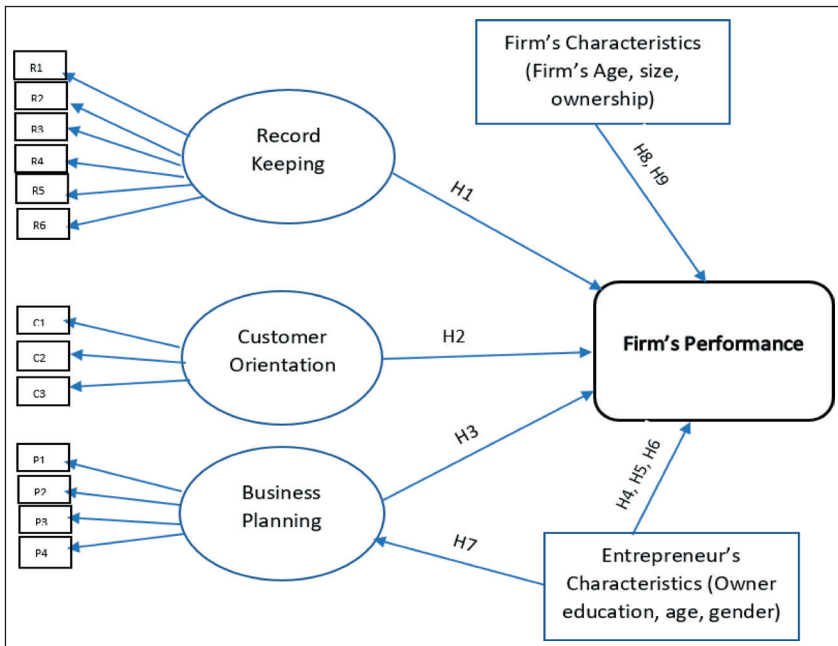 R1
R2
R3
R4
R5
R6
Record
Keeping
H1
Firm's Characteristics
(Firm's Age, size,
ownership)
H8, H9
C1
C2
C3
Customer
Orientation
H2
Firm's Performance
P1
P2
P3
P4
Business
Planning
H3
H4, H5, H6
H7
Entrepreneur's
Characteristics (Owner
education, age, gender)